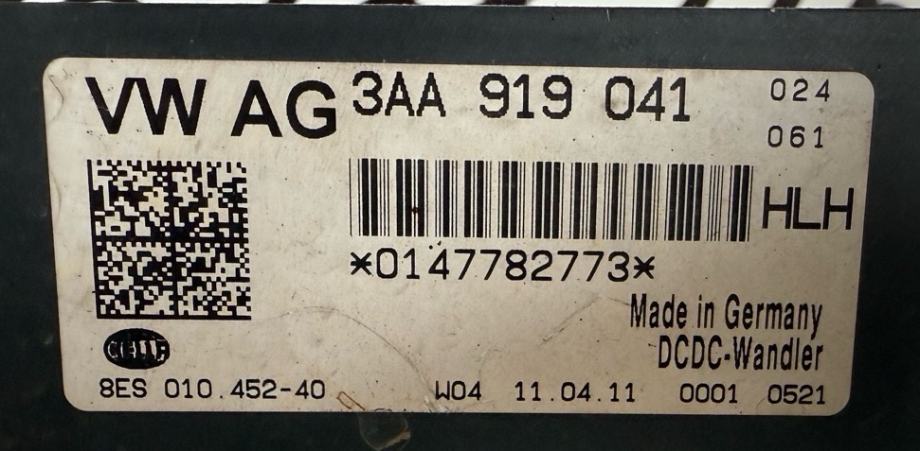 VW AG 3AA 919 041 024
061
HLH
*0147782773*
Made in Germany
DCDC-Wandler
HELLA
8ES 010.452-40 W04 11.04.11 0001 0521